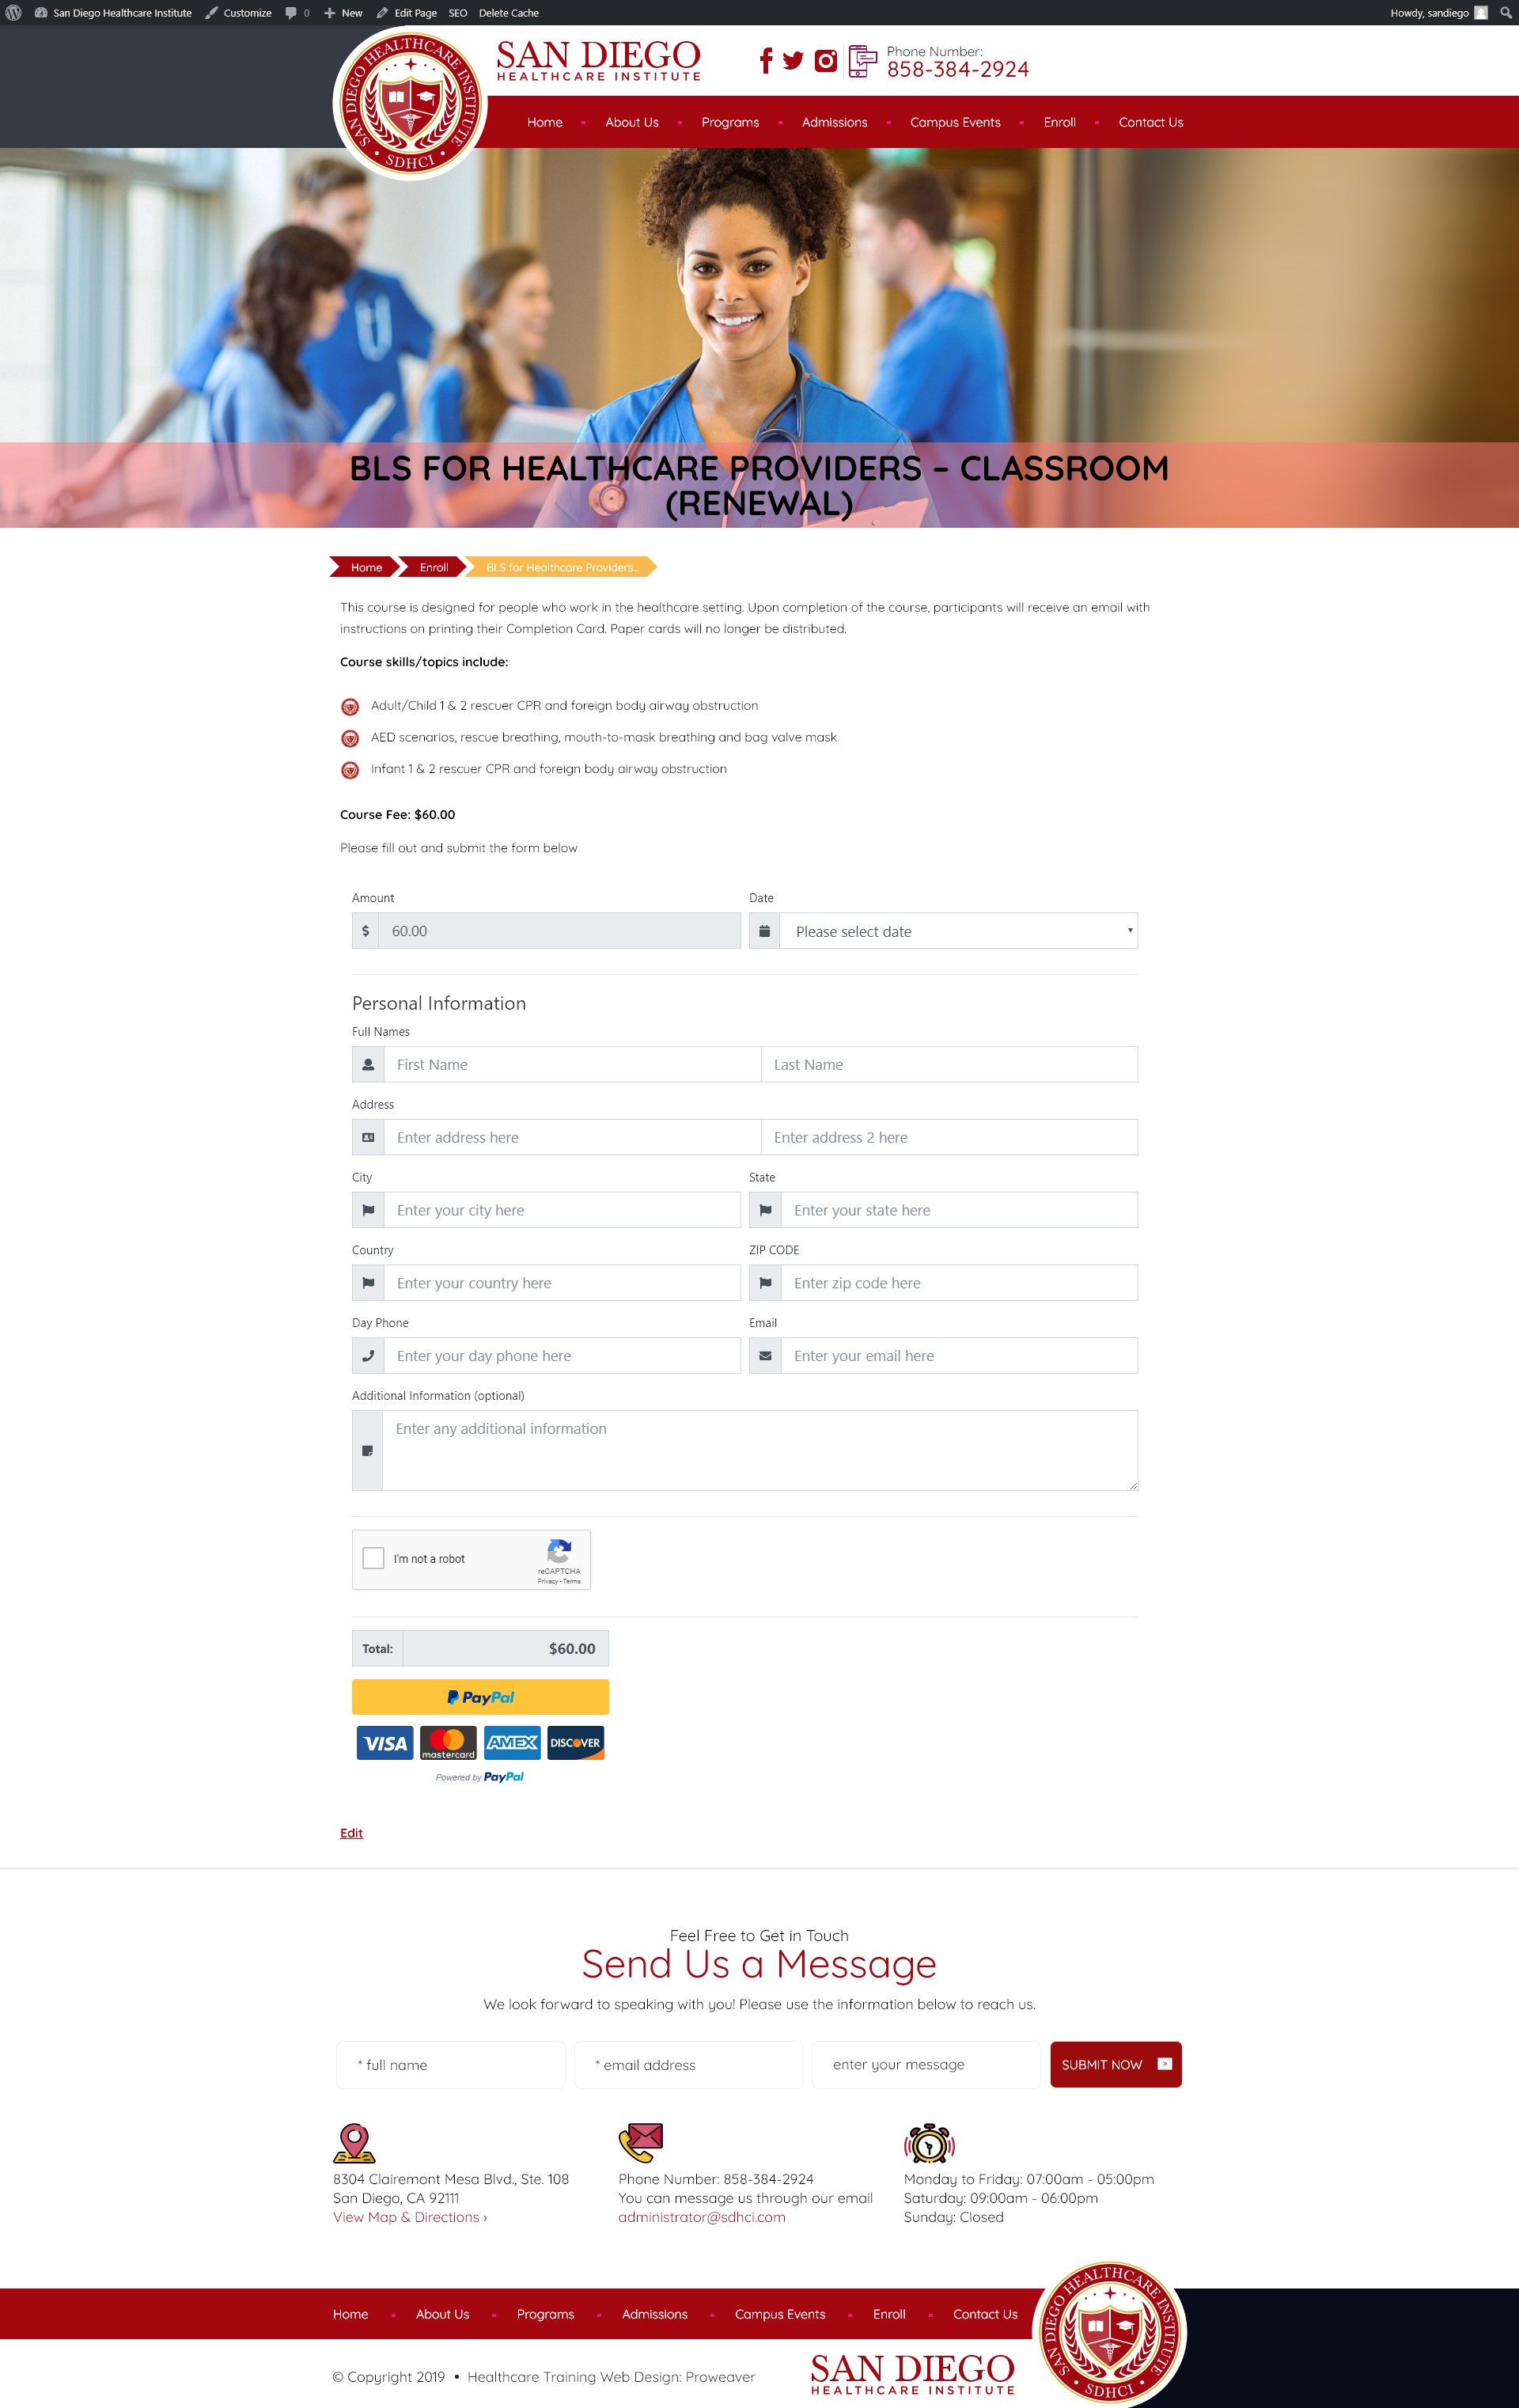 San Diego Healthcare Institute Customize 0 New Edit Page SEO Delete Cache Howdy, sandiego
SAN DIEGO HEALTHCARE INSTITUTE
SDHCI
SAN DIEGO
HEALTHCARE INSTITUTE
Phone Number:
858-384-2924
Home About Us Programs Admissions Campus Events Enroll Contact Us
BLS FOR HEALTHCARE PROVIDERS – CLASSROOM
(RENEWAL)
Home Enroll BLS for Healthcare Providers...
This course is designed for people who work in the healthcare setting. Upon completion of the course, participants will receive an email with
instructions on printing their Completion Card. Paper cards will no longer be distributed.
Course skills/topics include:
Adult/Child 1 & 2 rescuer CPR and foreign body airway obstruction
AED scenarios, rescue breathing, mouth-to-mask breathing and bag valve mask
Infant 1 & 2 rescuer CPR and foreign body airway obstruction
Course Fee: $60.00
Please fill out and submit the form below
Amount Date
$ 60.00 Please select date
Personal Information
Full Names
First Name Last Name
Address
Enter address here Enter address 2 here
City State
Enter your city here Enter your state here
Country ZIP CODE
Enter your country here Enter zip code here
Day Phone Email
Enter your day phone here Enter your email here
Additional Information (optional)
Enter any additional information
I'm not a robot
reCAPTCHA
Privacy - Terms
Total: $60.00
PayPal
VISA mastercard AMEX DISCOVER
Powered by PayPal
Edit
Feel Free to Get in Touch
Send Us a Message
We look forward to speaking with you! Please use the information below to reach us.
* full name * email address enter your message SUBMIT NOW »
8304 Clairemont Mesa Blvd., Ste. 108
San Diego, CA 92111
View Map & Directions ›
Phone Number: 858-384-2924
You can message us through our email
administrator@sdhci.com
Monday to Friday: 07:00am - 05:00pm
Saturday: 09:00am - 06:00pm
Sunday: Closed
Home About Us Programs Admissions Campus Events Enroll Contact Us
SAN DIEGO HEALTHCARE INSTITUTE
SDHCI
© Copyright 2019 • Healthcare Training Web Design: Proweaver
SAN DIEGO
HEALTHCARE INSTITUTE